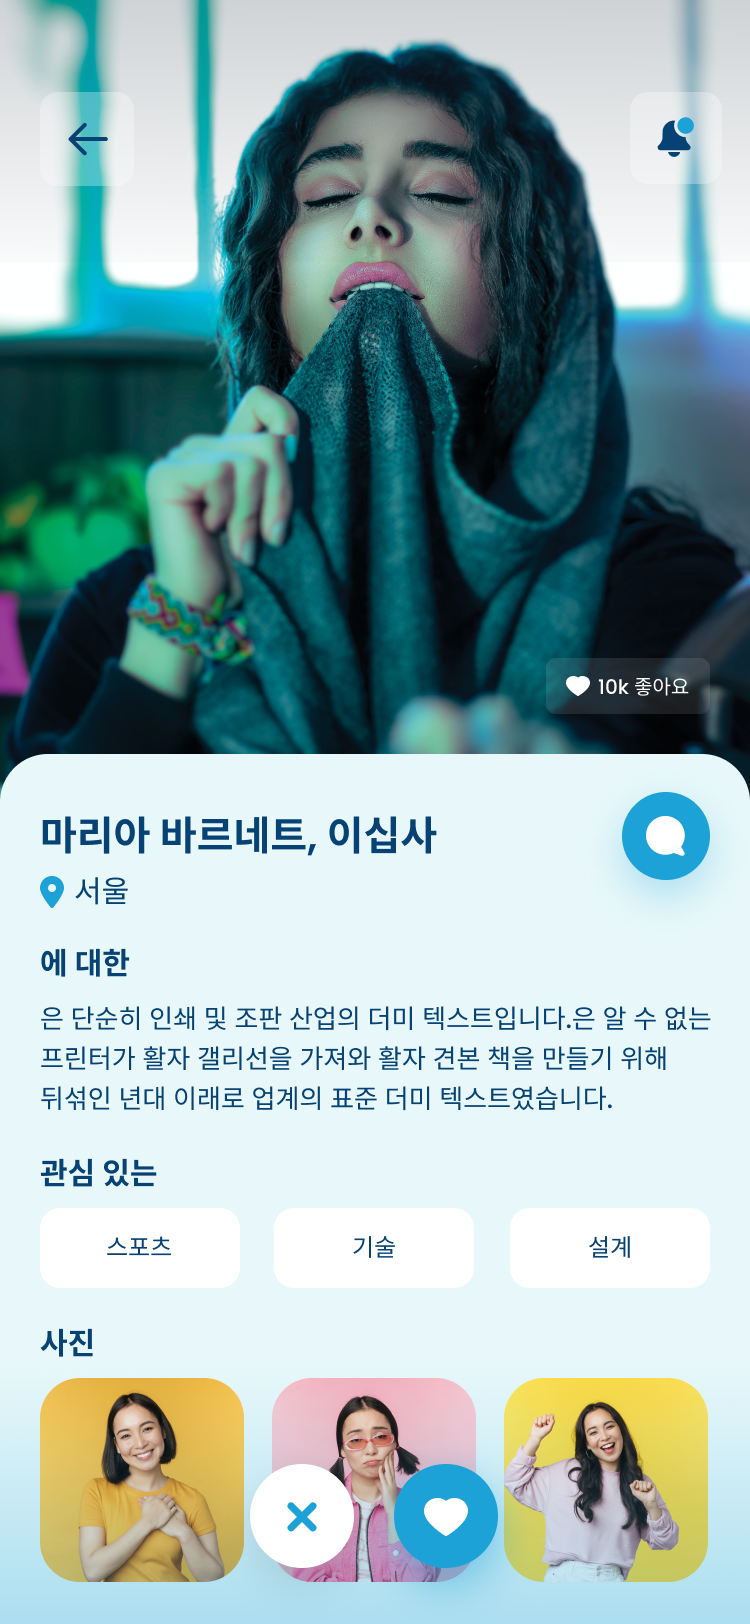 10k 좋아요
마리아 바르네트, 이십사
서울
에 대한
은 단순히 인쇄 및 조판 산업의 더미 텍스트입니다.은 알 수 없는
프린터가 활자 갤리선을 가져와 활자 견본 책을 만들기 위해
뒤섞인 년대 이래로 업계의 표준 더미 텍스트였습니다.
관심 있는
스포츠
기술
설계
사진